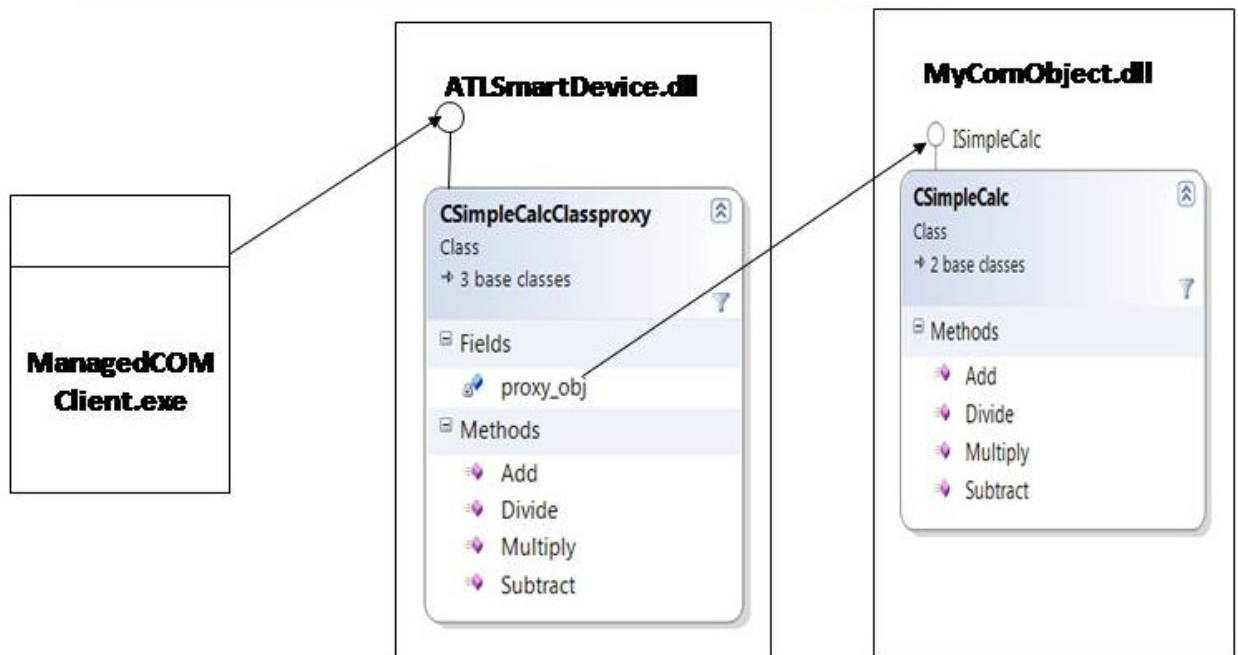 ManagedCOM
Client.exe
ATLSmartDevice.dll
CSimpleCalcClassproxy
Class
3 base classes
Fields
proxy_obj
Methods
Add
Divide
Multiply
Subtract
MyComObject.dll
ISimpleCalc
CSimpleCalc
Class
2 base classes
Methods
Add
Divide
Multiply
Subtract